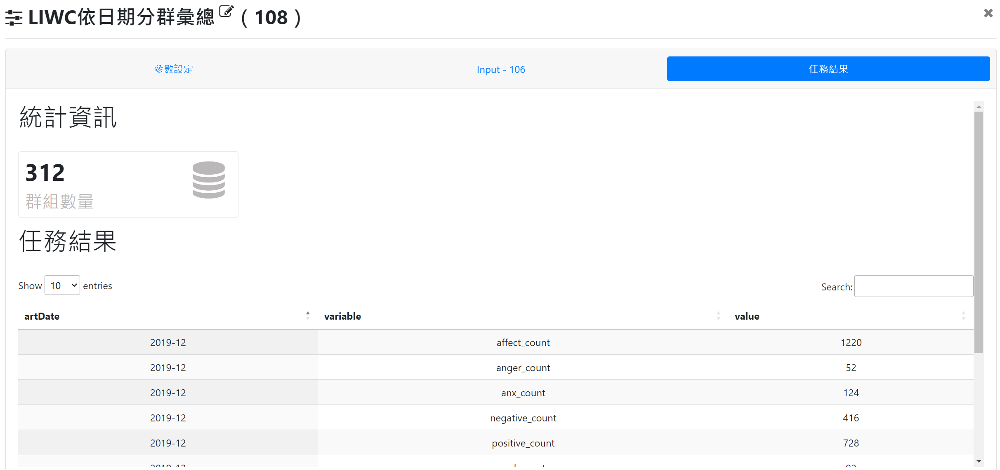 LIWC依日期分群彙總 ( 108 )
參數設定 Input - 106 任務結果
統計資訊
312
群組數量
任務結果
Show 10 entries Search:
artDate variable value
2019-12 affect_count 1220
2019-12 anger_count 52
2019-12 anx_count 124
2019-12 negative_count 416
2019-12 positive_count 728
2019-12